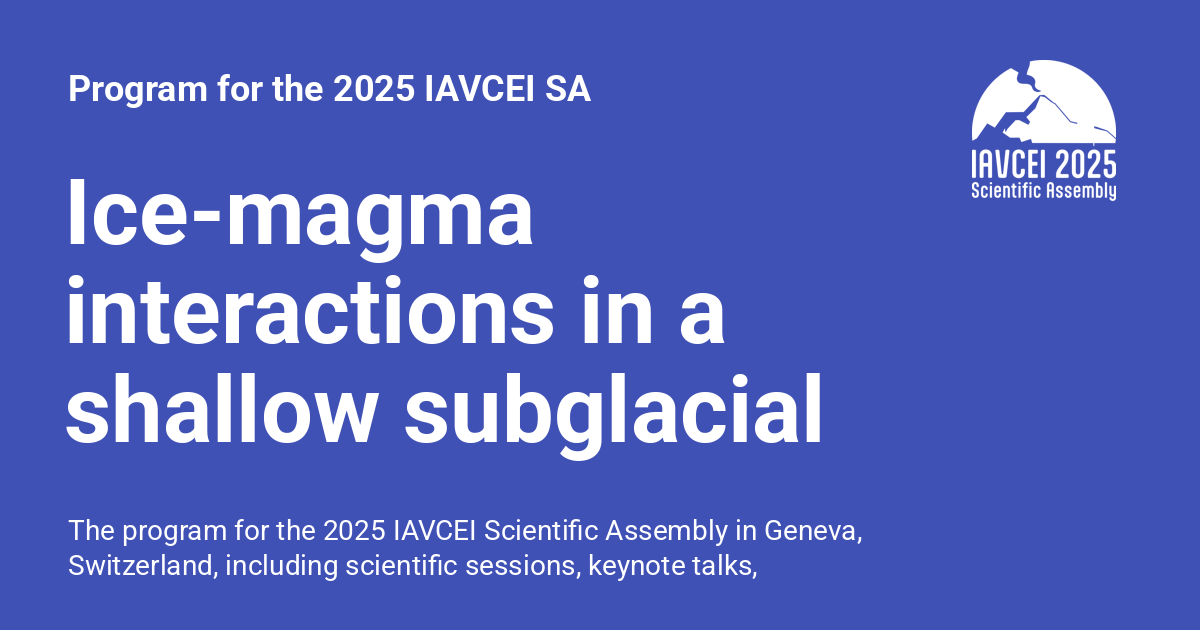 Program for the 2025 IAVCEI SA
IAVCEI 2025
Scientific Assembly
Ice-magma
interactions in a
shallow subglacial
The program for the 2025 IAVCEI Scientific Assembly in Geneva,
Switzerland, including scientific sessions, keynote talks,